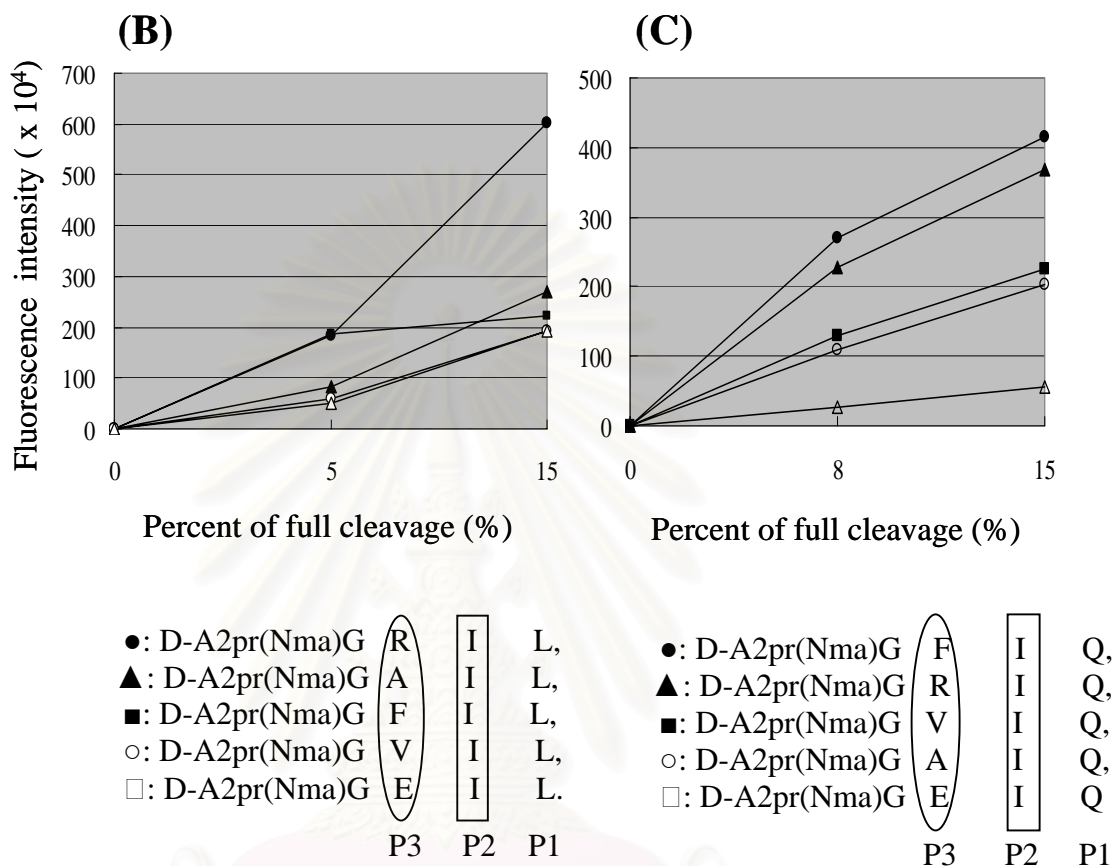 (B)
700
600
500
400
300
200
100
0
0 5 15
Fluorescence intensity ( x 10⁴)
Percent of full cleavage (%)
●: D-A2pr(Nma)G R I L,
▲: D-A2pr(Nma)G A I L,
■: D-A2pr(Nma)G F I L,
○: D-A2pr(Nma)G V I L,
□: D-A2pr(Nma)G E I L.
P3 P2 P1
(C)
500
400
300
200
100
0
0 8 15
Percent of full cleavage (%)
●: D-A2pr(Nma)G F I Q,
▲: D-A2pr(Nma)G R I Q,
■: D-A2pr(Nma)G V I Q,
○: D-A2pr(Nma)G A I Q,
□: D-A2pr(Nma)G E I Q
P3 P2 P1